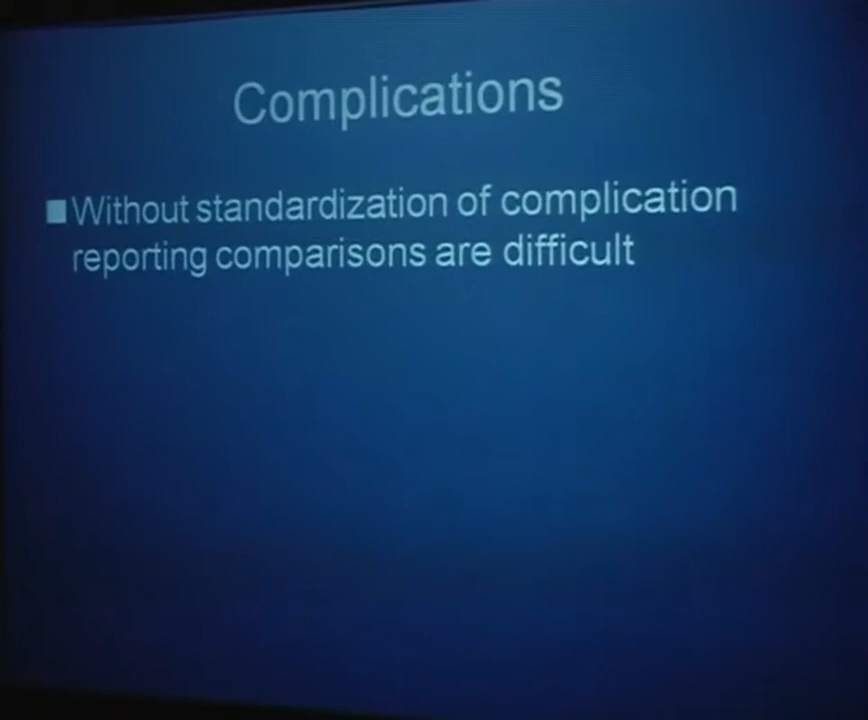 Complications
■ Without standardization of complication
reporting comparisons are difficult